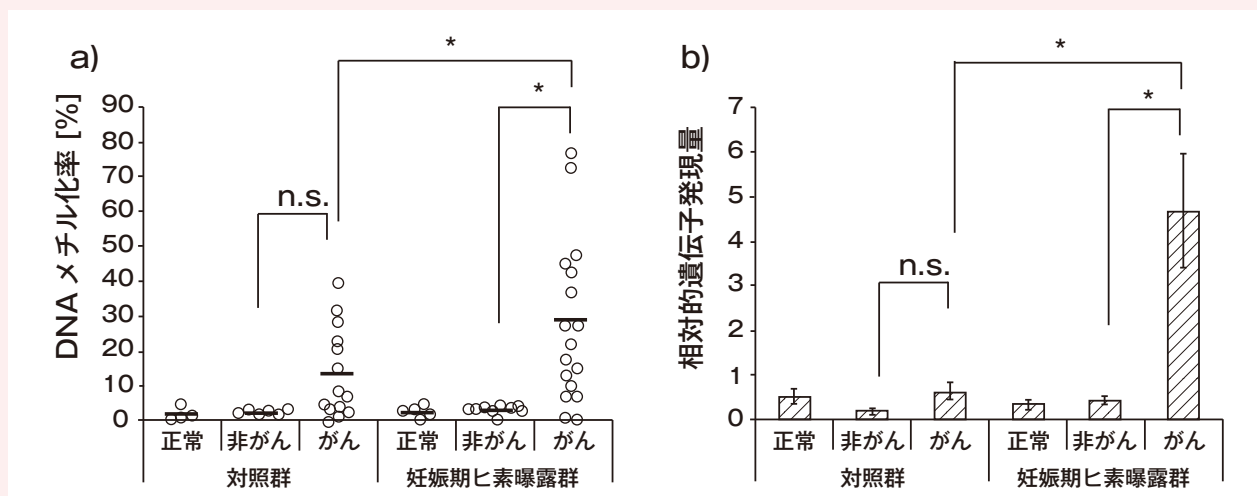 a)
*
*
n.s.
DNA メチル化率 [%]
90
80
70
60
50
40
30
20
10
0
正常 非がん がん 正常 非がん がん
対照群 妊娠期ヒ素曝露群
b)
*
*
n.s.
相対的遺伝子発現量
7
6
5
4
3
2
1
0
正常 非がん がん 正常 非がん がん
対照群 妊娠期ヒ素曝露群